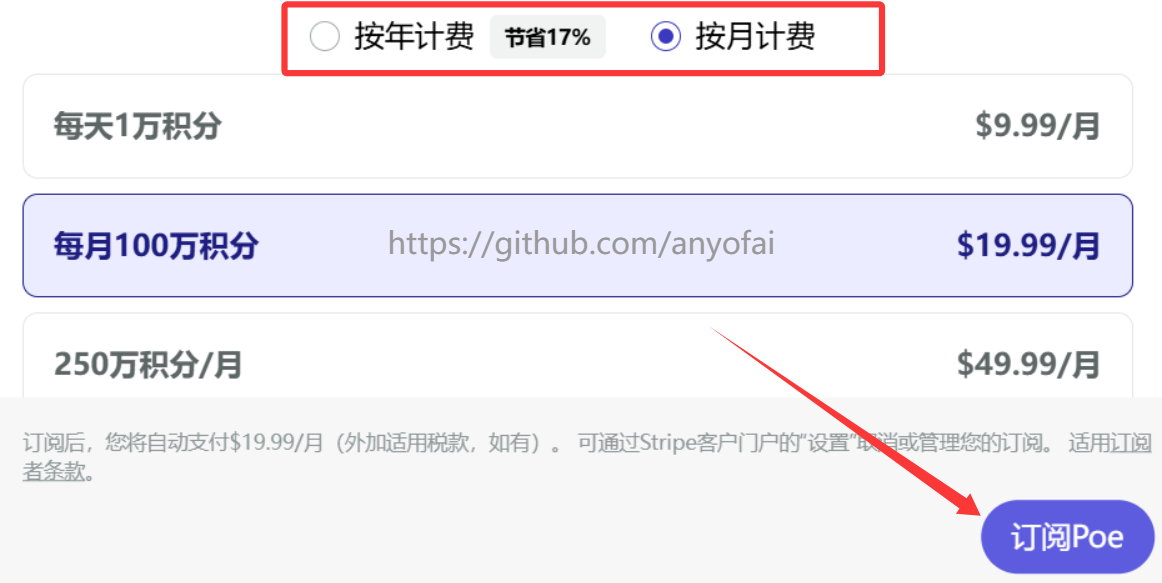 按年计费 节省17% 按月计费
每天1万积分 $9.99/月
每月100万积分 https://github.com/anyofai $19.99/月
250万积分/月 $49.99/月
订阅后，您将自动支付$19.99/月（外加适用税款，如有）。 可通过Stripe客户门户的"设置"取消或管理您的订阅。 适用订阅
者条款。
订阅Poe